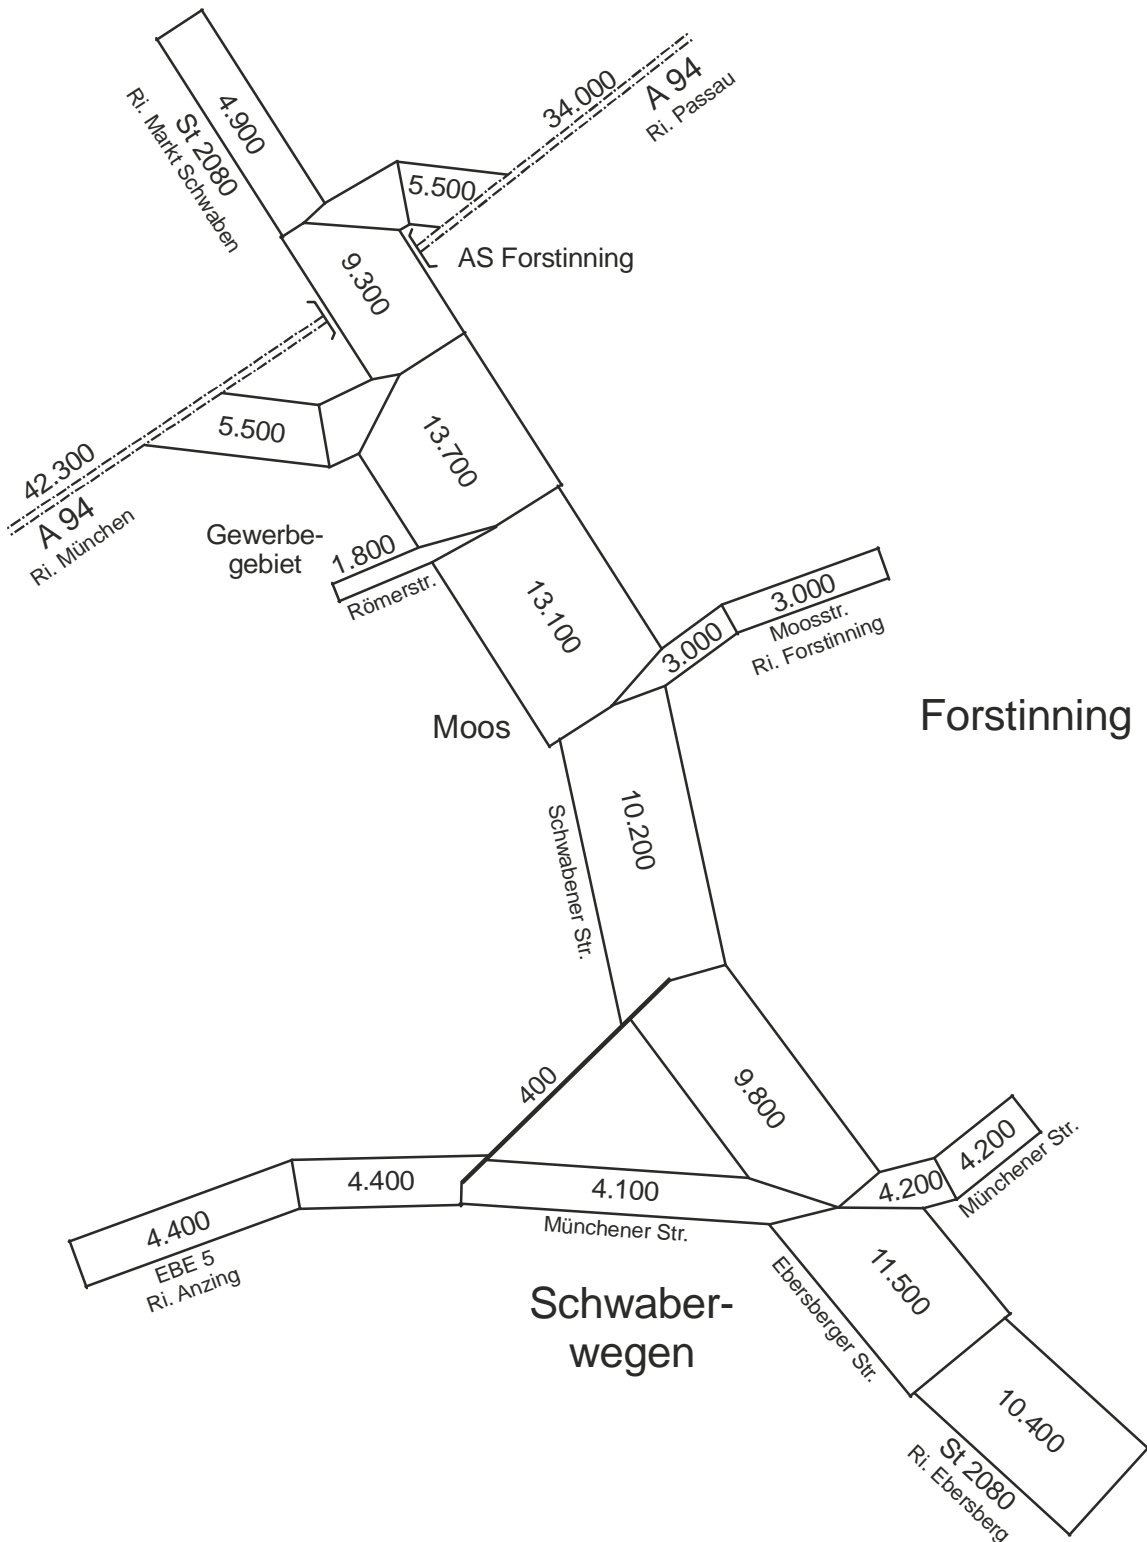 4.900
St 2080
Ri. Markt Schwaben
34.000
A 94
Ri. Passau
5.500
AS Forstinning
9.300
5.500
42.300
A 94
Ri. München
13.700
Gewerbe-
gebiet
1.800
Römerstr.
13.100
3.000
3.000
Moosstr.
Ri. Forstinning
Moos
Forstinning
10.200
Schwabener Str.
400
9.800
4.400
4.400
EBE 5
Ri. Anzing
4.100
Münchener Str.
4.200
4.200
Münchener Str.
Schwaber-
wegen
Ebersberger Str.
11.500
10.400
St 2080
Ri. Ebersberg